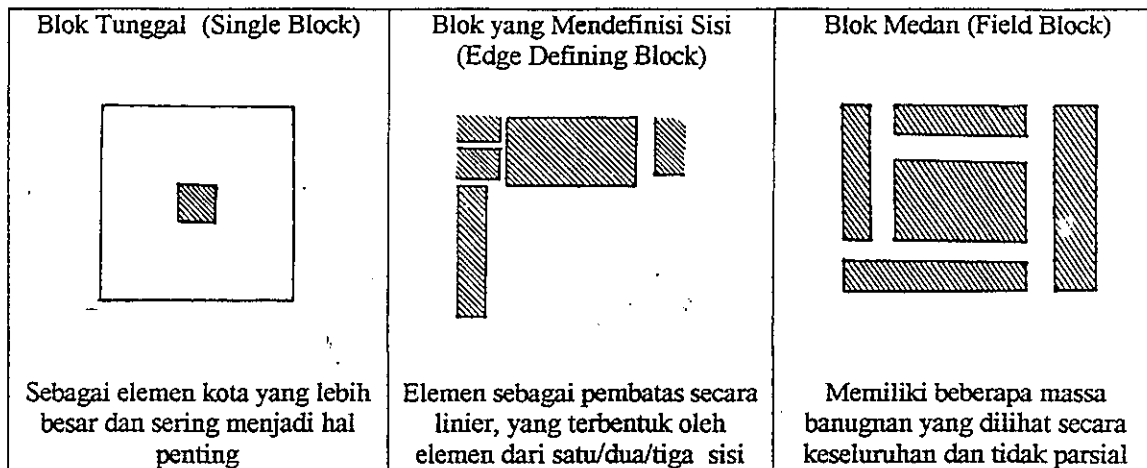 Blok Tunggal (Single Block)
Blok yang Mendefinisi Sisi
(Edge Defining Block)
Blok Medan (Field Block)
Sebagai elemen kota yang lebih
besar dan sering menjadi hal
penting
Elemen sebagai pembatas secara
linier, yang terbentuk oleh
elemen dari satu/dua/tiga sisi
Memiliki beberapa massa
banugnan yang dilihat secara
keseluruhan dan tidak parsial